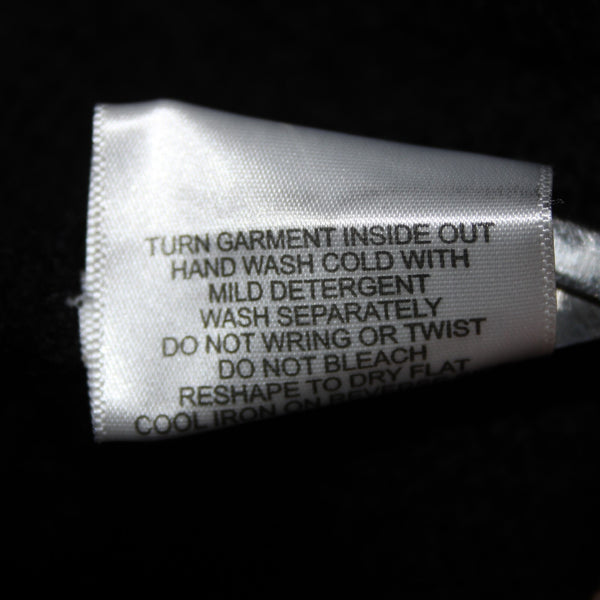 TURN GARMENT INSIDE OUT
HAND WASH COLD WITH
MILD DETERGENT
WASH SEPARATELY
DO NOT WRING OR TWIST
DO NOT BLEACH
RESHAPE TO DRY FLAT
COOL IRON ON